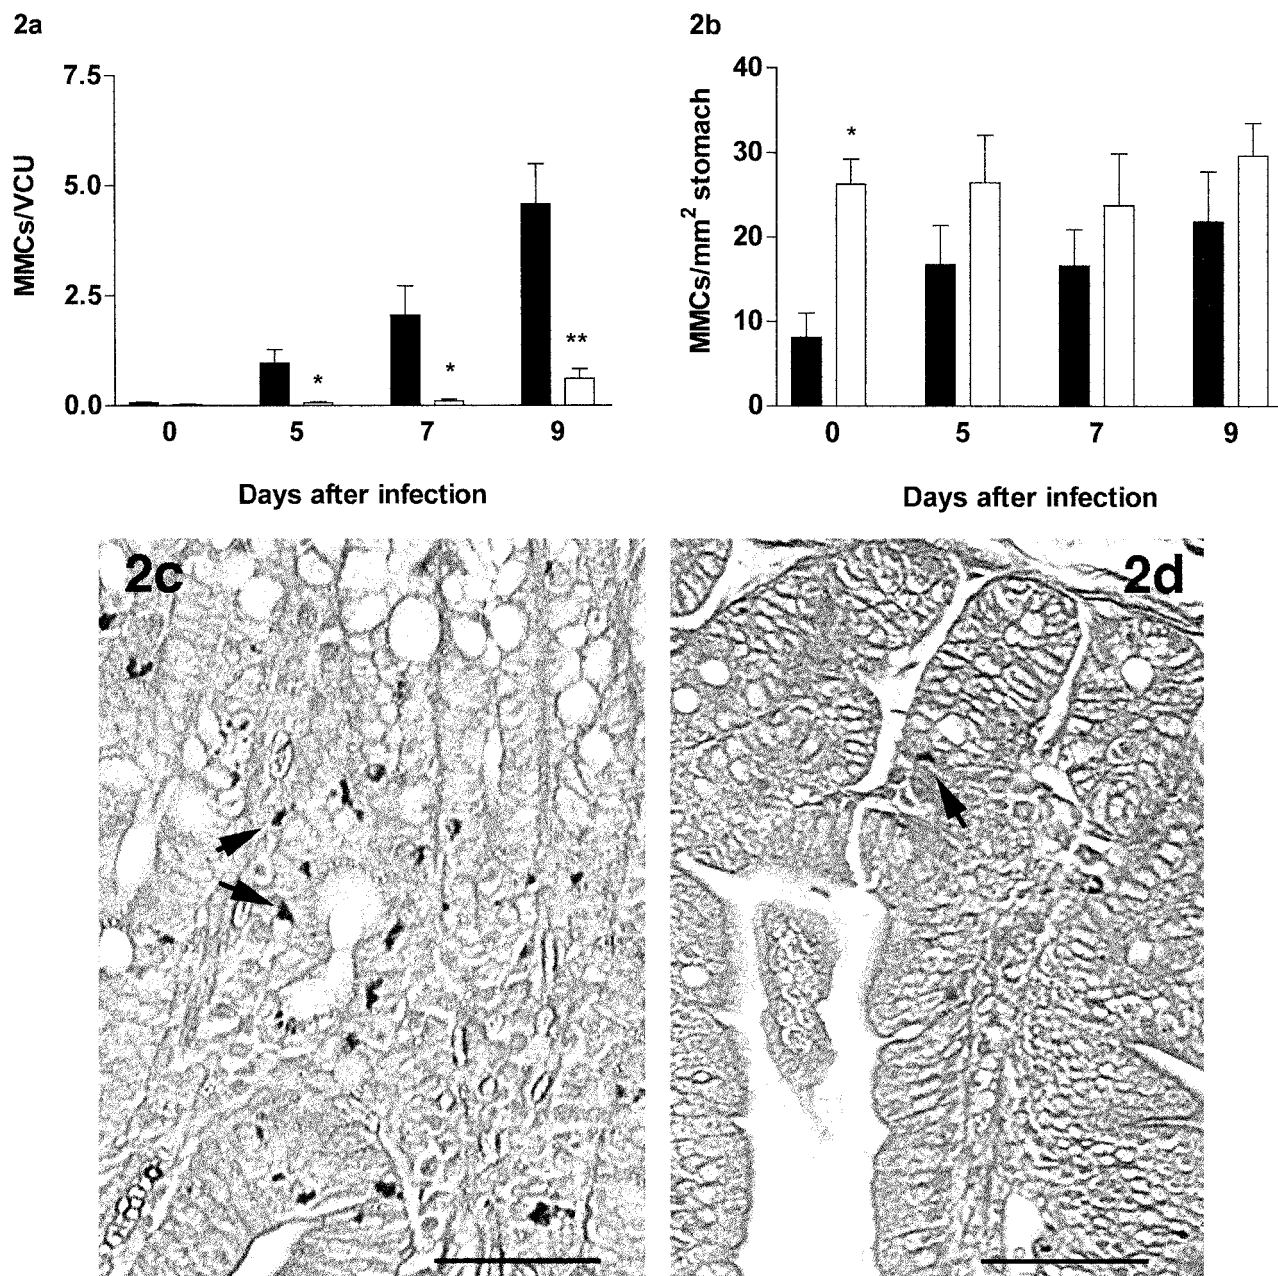 2a
7.5
5.0
2.5
0.0
MMCs/VCU
*
*
**
0 5 7 9
Days after infection
2b
40
30
20
10
0
MMCs/mm² stomach
*
0 5 7 9
Days after infection
2c
2d